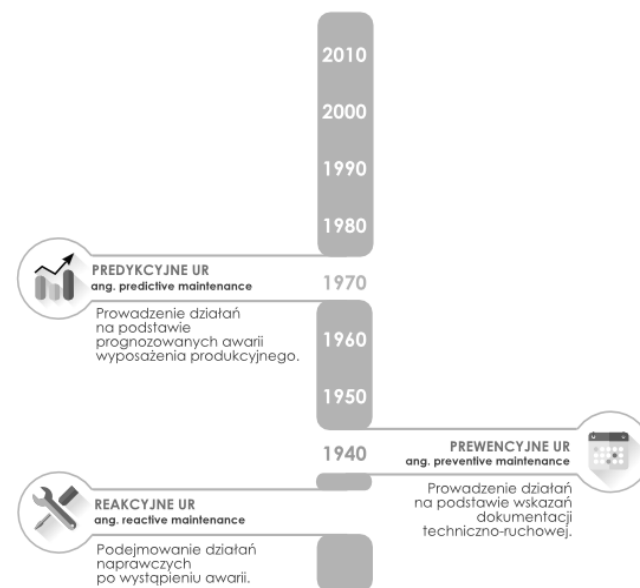 2010
2000
1990
1980
PREDYKCYJNE UR
ang. predictive maintenance
1970
Prowadzenie działań
na podstawie
prognozowanych awarii
wyposażenia produkcyjnego.
1960
1950
1940
PREWENCYJNE UR
ang. preventive maintenance
Prowadzenie działań
na podstawie wskazań
dokumentacji
techniczno-ruchowej.
REAKCYJNE UR
ang. reactive maintenance
Podejmowanie działań
naprawczych
po wystąpieniu awarii.